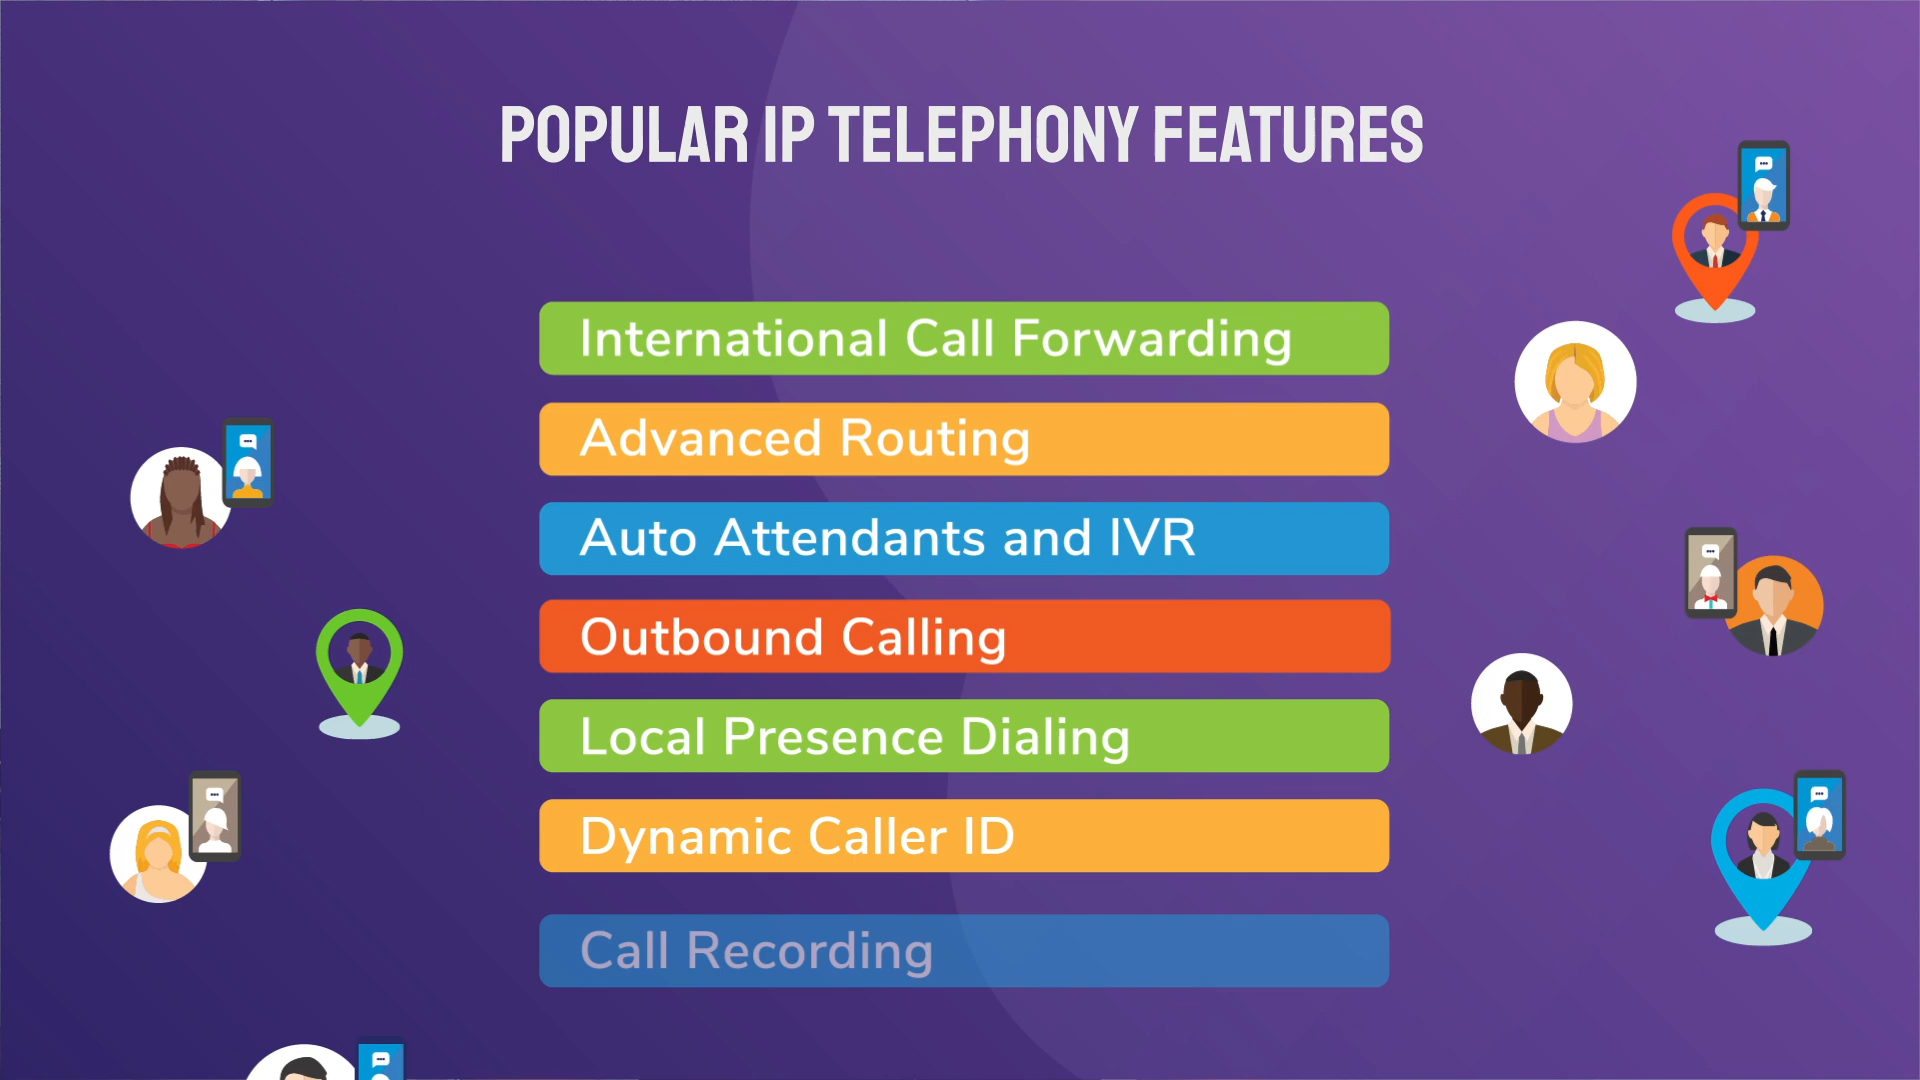 POPULAR IP TELEPHONY FEATURES
International Call Forwarding
Advanced Routing
Auto Attendants and IVR
Outbound Calling
Local Presence Dialing
Dynamic Caller ID
Call Recording